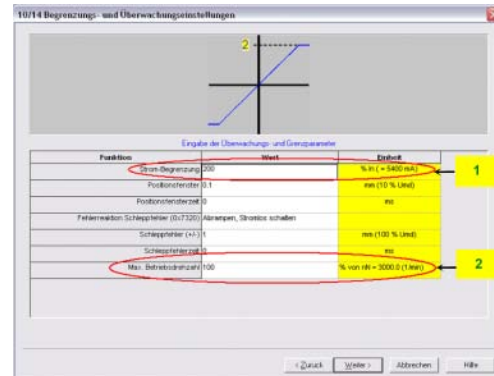 10/14 Begrenzungs- und Überwachungseinstellungen
2
Eingabe der Überwachungs- und Grenzparameter
Funktion Wert Einheit
Strom-Begrenzung 200 % In ( = 5400 mA)
1
Positionsfenster 0.1 mm (10 % Umd)
Positionsfensterzeit 0 ms
Fehlerreaktion Schleppfehler (0x7320) Abrampen, Stromlos schalten
Schleppfehler (+/-) 1 mm (100 % Umd)
Schleppfehlerzeit 0 ms
Max. Betriebsdrehzahl 100 % von nN = 3000.0 (1/min)
2
< Zurück Weiter > Abbrechen Hilfe